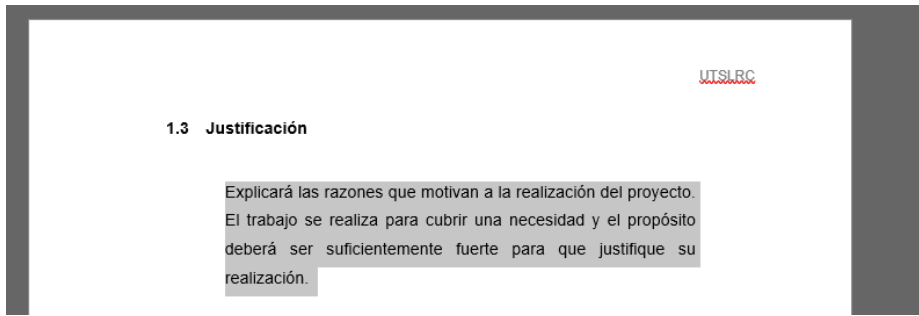 UTSLRC
1.3 Justificación
Explicará las razones que motivan a la realización del proyecto.
El trabajo se realiza para cubrir una necesidad y el propósito
deberá ser suficientemente fuerte para que justifique su
realización.